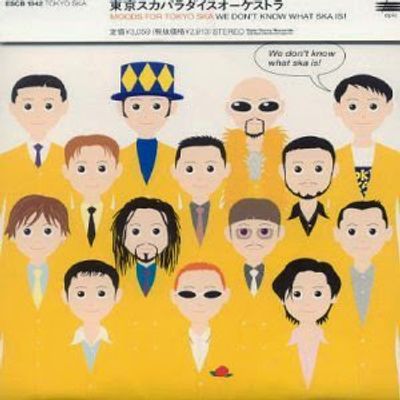 ESCB 1842 TOKYO SKA
東京スカパラダイスオーケストラ
MOODS FOR TOKYO SKA WE DON'T KNOW WHAT SKA IS!
定価¥3,059 (税抜価格¥2,913) STEREO
We don't know
what ska is!